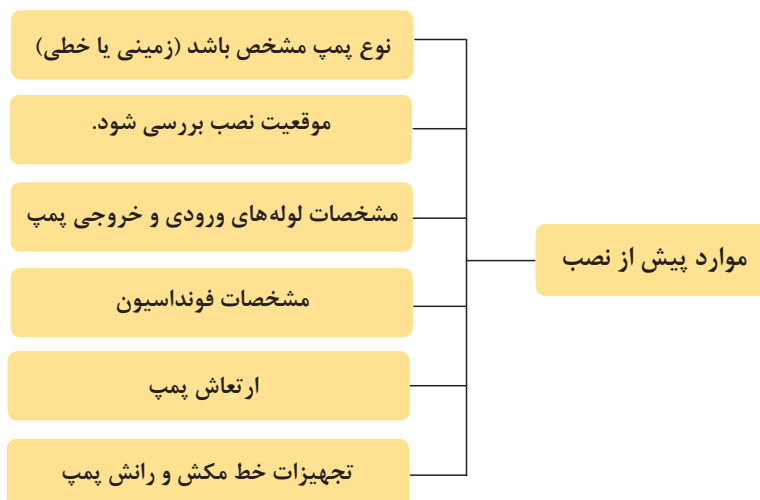 موارد پیش از نصب
نوع پمپ مشخص باشد (زمینی یا خطی)
موقعیت نصب بررسی شود.
مشخصات لوله‌های ورودی و خروجی پمپ
مشخصات فونداسیون
ارتعاش پمپ
تجهیزات خط مکش و رانش پمپ